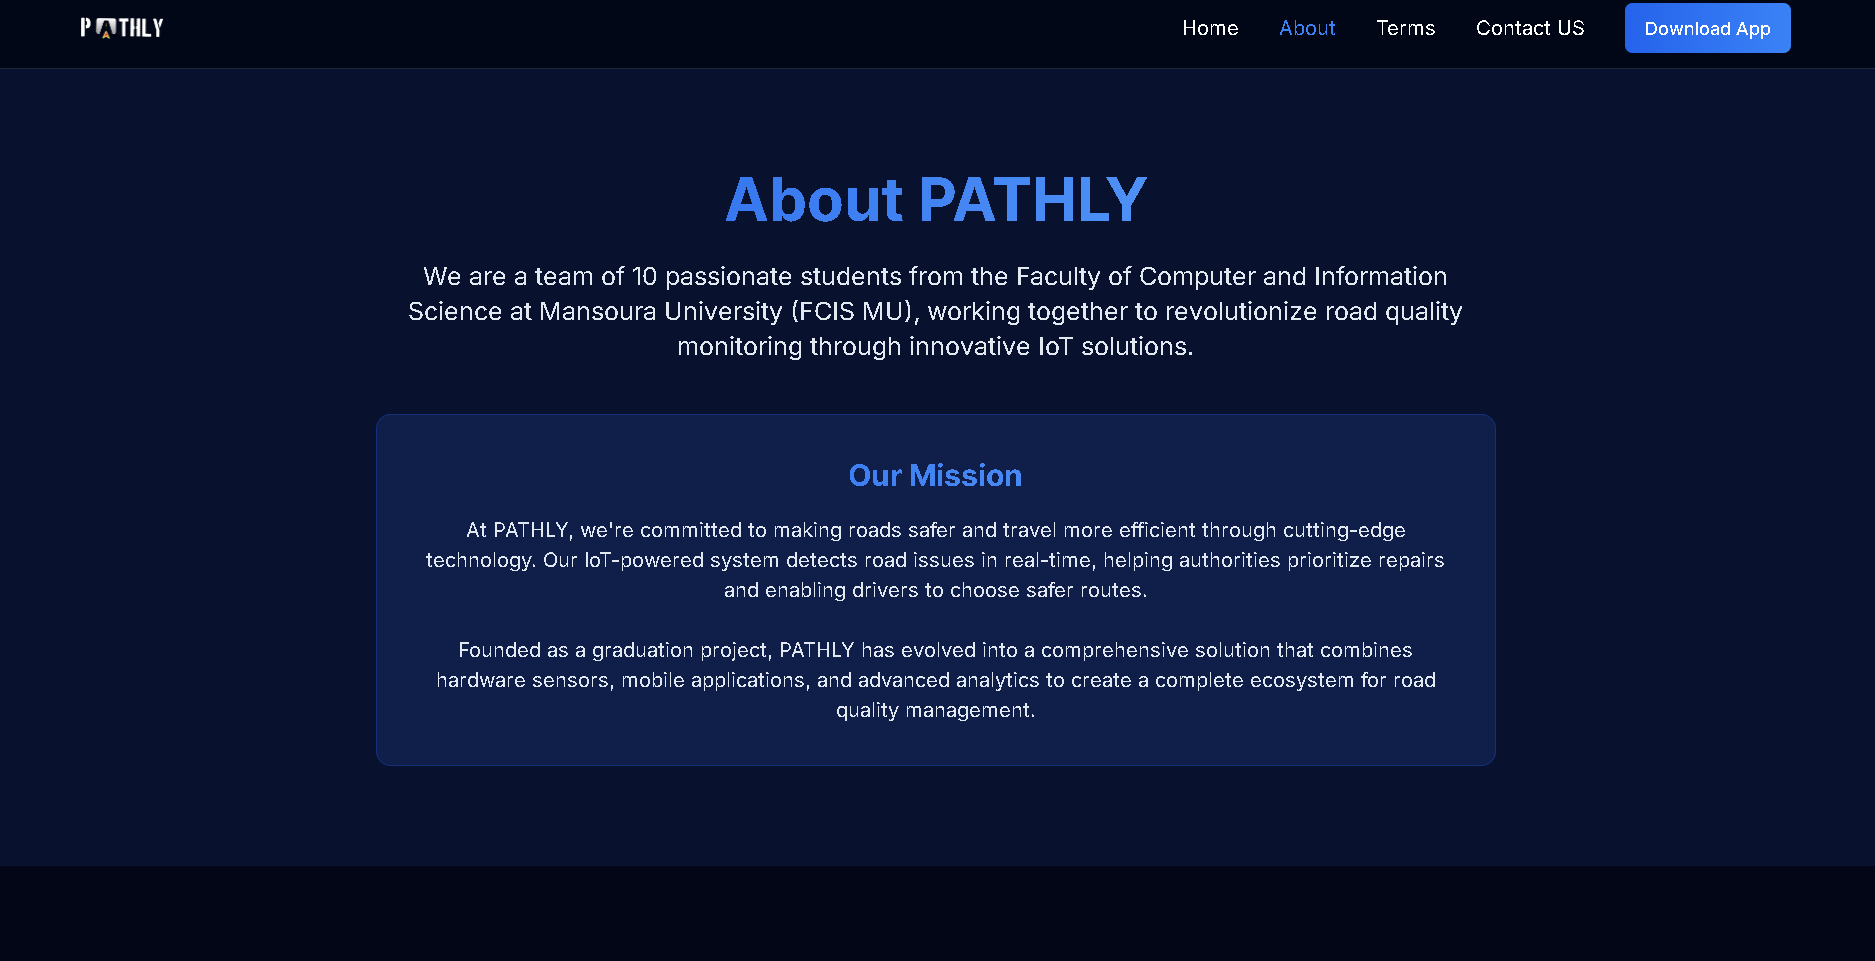 PATHLY
Home
About
Terms
Contact US
Download App
About PATHLY
We are a team of 10 passionate students from the Faculty of Computer and Information
Science at Mansoura University (FCIS MU), working together to revolutionize road quality
monitoring through innovative IoT solutions.
Our Mission
At PATHLY, we're committed to making roads safer and travel more efficient through cutting-edge
technology. Our IoT-powered system detects road issues in real-time, helping authorities prioritize repairs
and enabling drivers to choose safer routes.
Founded as a graduation project, PATHLY has evolved into a comprehensive solution that combines
hardware sensors, mobile applications, and advanced analytics to create a complete ecosystem for road
quality management.